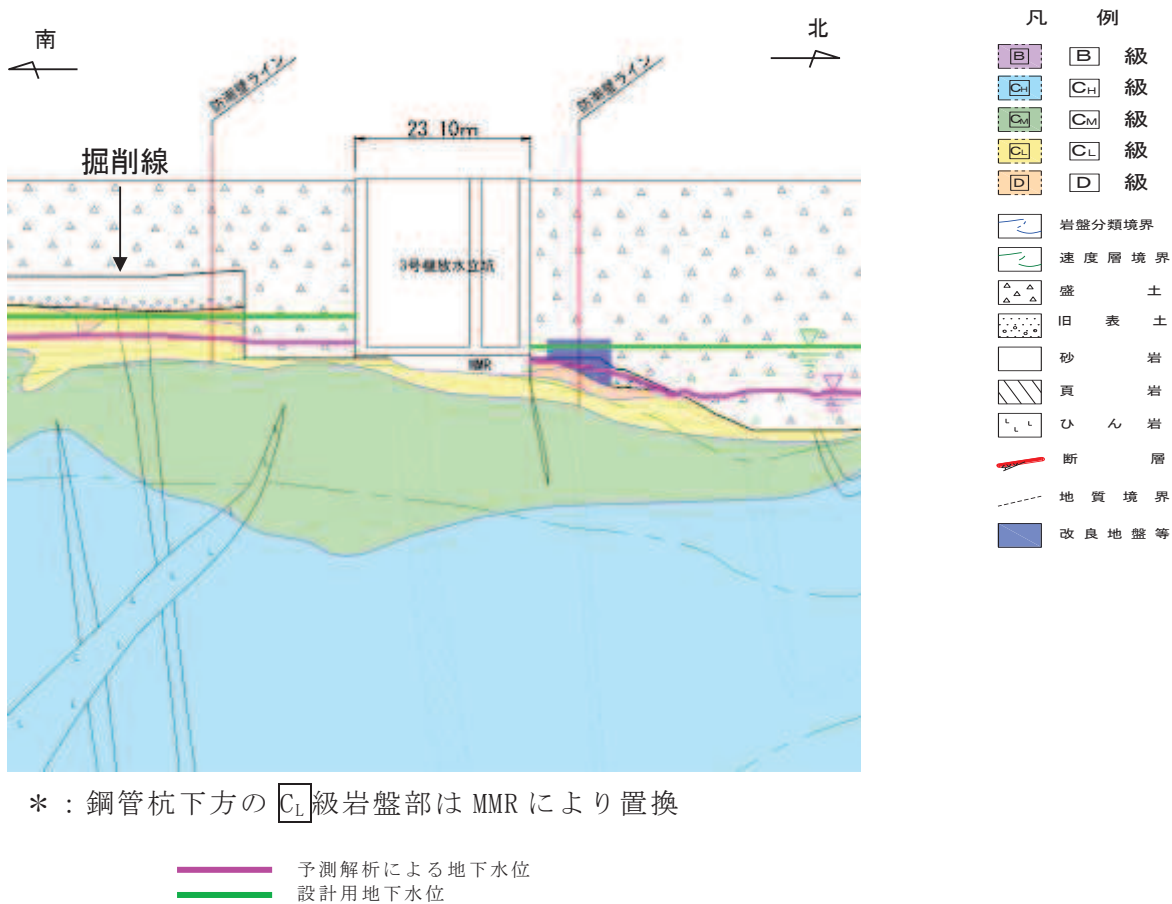 南
北
防潮壁ライン
防潮壁ライン
23.10m
掘削線
3号機放水立坑
MMR
凡 例
B B 級
CH CH 級
CM CM 級
CL CL 級
D D 級
岩盤分類境界
速度層境界
盛土
旧表土
砂岩
頁岩
ひん岩
断層
地質境界
改良地盤等
＊：鋼管杭下方の CL級岩盤部は MMR により置換
予測解析による地下水位
設計用地下水位